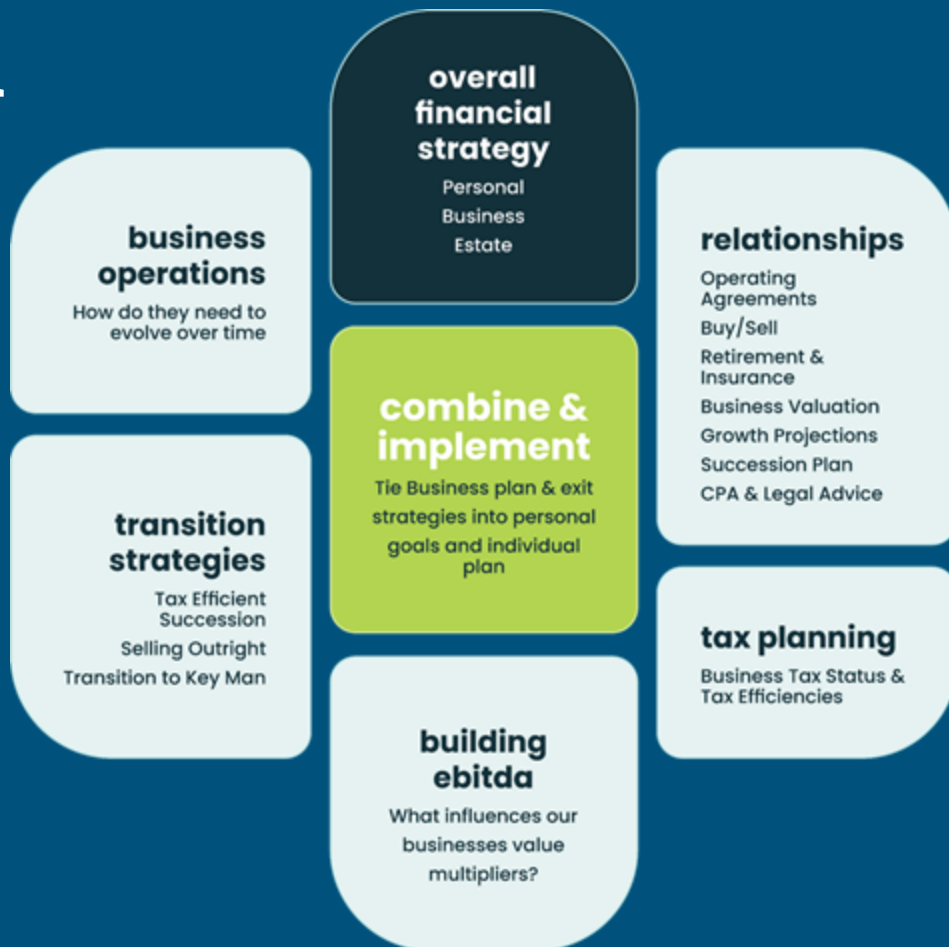 overall
financial
strategy
Personal
Business
Estate
business
operations
How do they need to
evolve over time
relationships
Operating
Agreements
Buy/Sell
Retirement &
Insurance
Business Valuation
Growth Projections
Succession Plan
CPA & Legal Advice
combine &
implement
Tie Business plan & exit
strategies into personal
goals and individual
plan
transition
strategies
Tax Efficient
Succession
Selling Outright
Transition to Key Man
tax planning
Business Tax Status &
Tax Efficiencies
building
ebitda
What influences our
businesses value
multipliers?